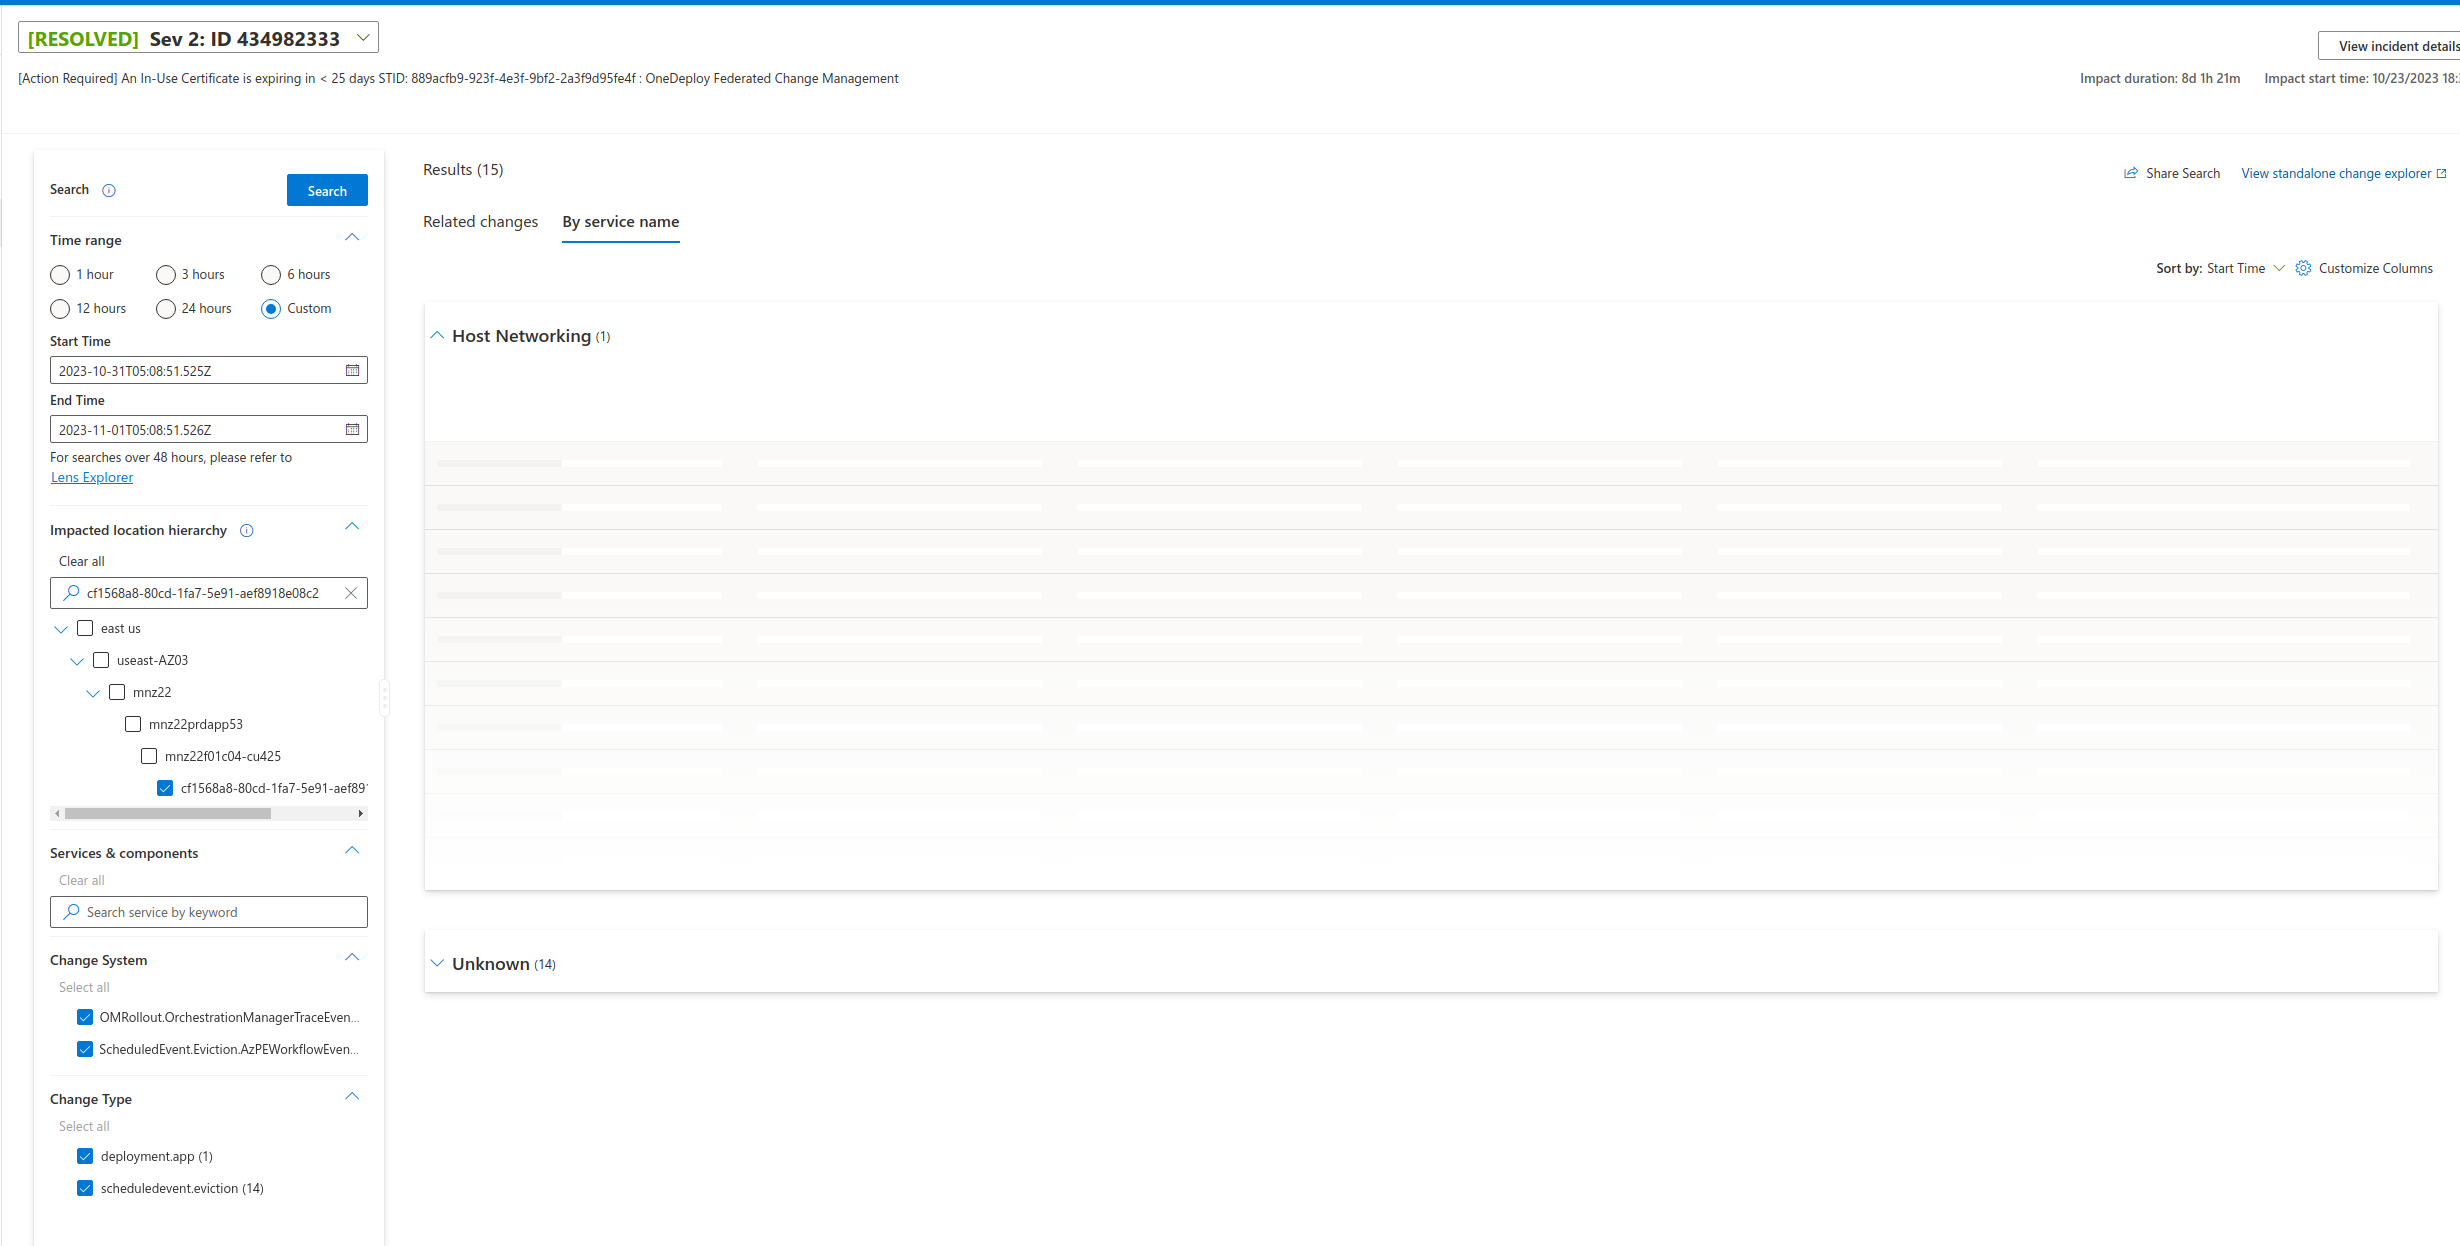 [RESOLVED] Sev 2: ID 434982333
View incident details
[Action Required] An In-Use Certificate is expiring in < 25 days STID: 889acfb9-923f-4e3f-9bf2-2a3f9d95fe4f : OneDeploy Federated Change Management
Impact duration: 8d 1h 21m
Impact start time: 10/23/2023 18:
Search
Search
Time range
1 hour
3 hours
6 hours
12 hours
24 hours
Custom
Start Time
2023-10-31T05:08:51.525Z
End Time
2023-11-01T05:08:51.526Z
For searches over 48 hours, please refer to
Lens Explorer
Impacted location hierarchy
Clear all
cf1568a8-80cd-1fa7-5e91-aef8918e08c2
east us
useast-AZ03
mnz22
mnz22prdapp53
mnz22f01c04-cu425
cf1568a8-80cd-1fa7-5e91-aef89
Services & components
Clear all
Search service by keyword
Change System
Select all
OMRollout.OrchestrationManagerTraceEven...
ScheduledEvent.Eviction.AzPEWorkflowEven...
Change Type
Select all
deployment.app (1)
scheduledevent.eviction (14)
Results (15)
Share Search
View standalone change explorer
Related changes
By service name
Sort by: Start Time
Customize Columns
Host Networking (1)
Unknown (14)